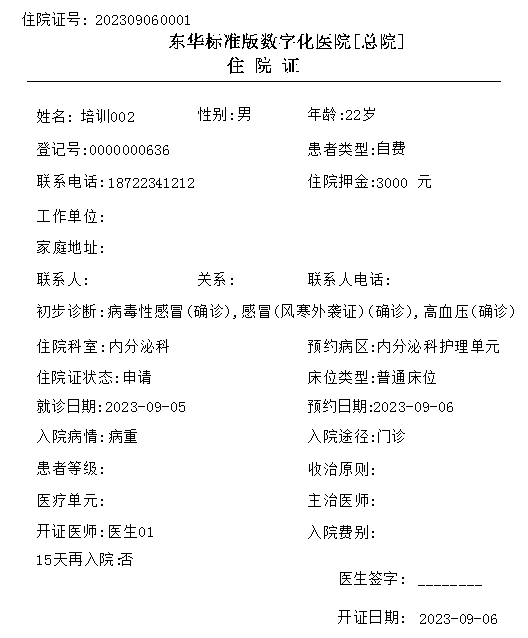 住院证号: 202309060001
东华标准版数字化医院[总院]
住 院 证
姓名: 培训002 性别:男 年龄:22岁
登记号:0000000636 患者类型:自费
联系电话:18722341212 住院押金:3000 元
工作单位:
家庭地址:
联系人: 关系: 联系人电话:
初步诊断:病毒性感冒(确诊),感冒(风寒外袭证)(确诊),高血压(确诊)
住院科室:内分泌科 预约病区:内分泌科护理单元
住院证状态:申请 床位类型:普通床位
就诊日期:2023-09-05 预约日期:2023-09-06
入院病情:病重 入院途径:门诊
患者等级: 收治原则:
医疗单元: 主治医师:
开证医师:医生01 入院费别:
15天再入院:否
医生签字: ________
开证日期: 2023-09-06